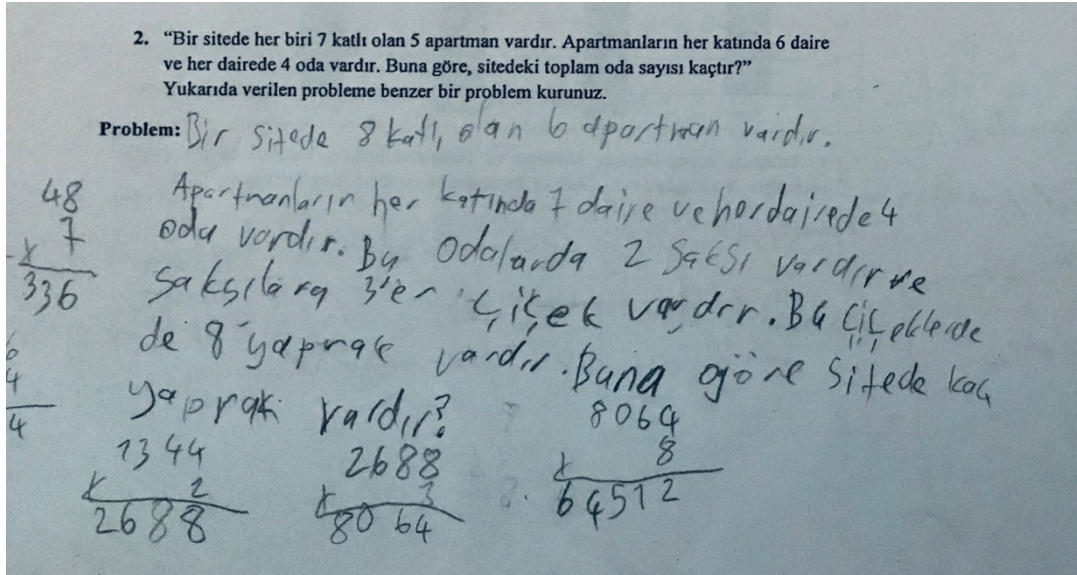 2. "Bir sitede her biri 7 katlı olan 5 apartman vardır. Apartmanların her katında 6 daire
ve her dairede 4 oda vardır. Buna göre, sitedeki toplam oda sayısı kaçtır?"
Yukarıda verilen probleme benzer bir problem kurunuz.
Problem: Bir sitede 8 katlı olan 6 apartman vardır.
Apartmanların her katında 7 daire ve her dairede 4
oda vardır. Bu odalarda 2 saksı vardır ve
saksılara 3'er çiçek vardır. Bu çiçeklerde
de 8 yaprak vardır. Buna göre sitede kaç
yaprak vardır?
48
x 7
336
6
4
4
1344
x 2
2688
2688
x 3
8064
8064
x 8
64512